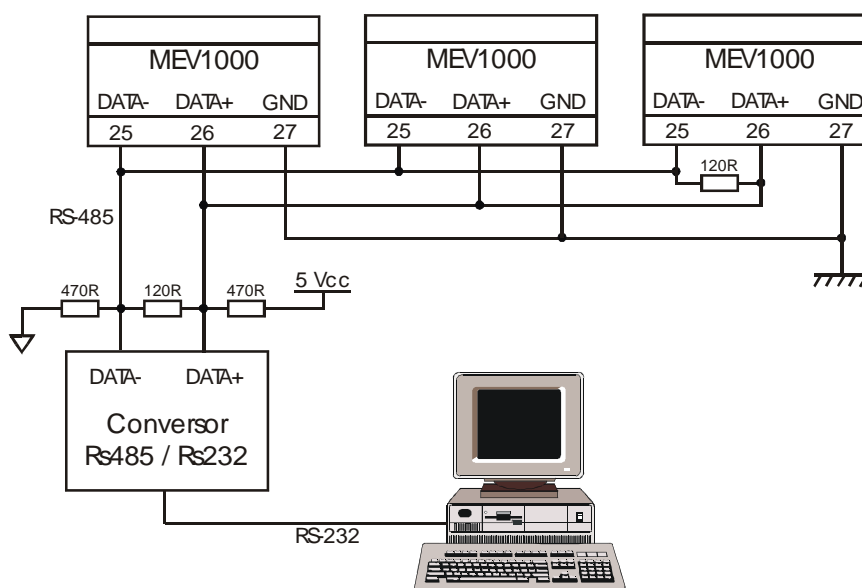 MEV1000 MEV1000 MEV1000
DATA- DATA+ GND DATA- DATA+ GND DATA- DATA+ GND
25 26 27 25 26 27 25 26 27
120R
RS-485
470R 120R 470R 5 Vcc
DATA- DATA+
Conversor
Rs485 / Rs232
RS-232